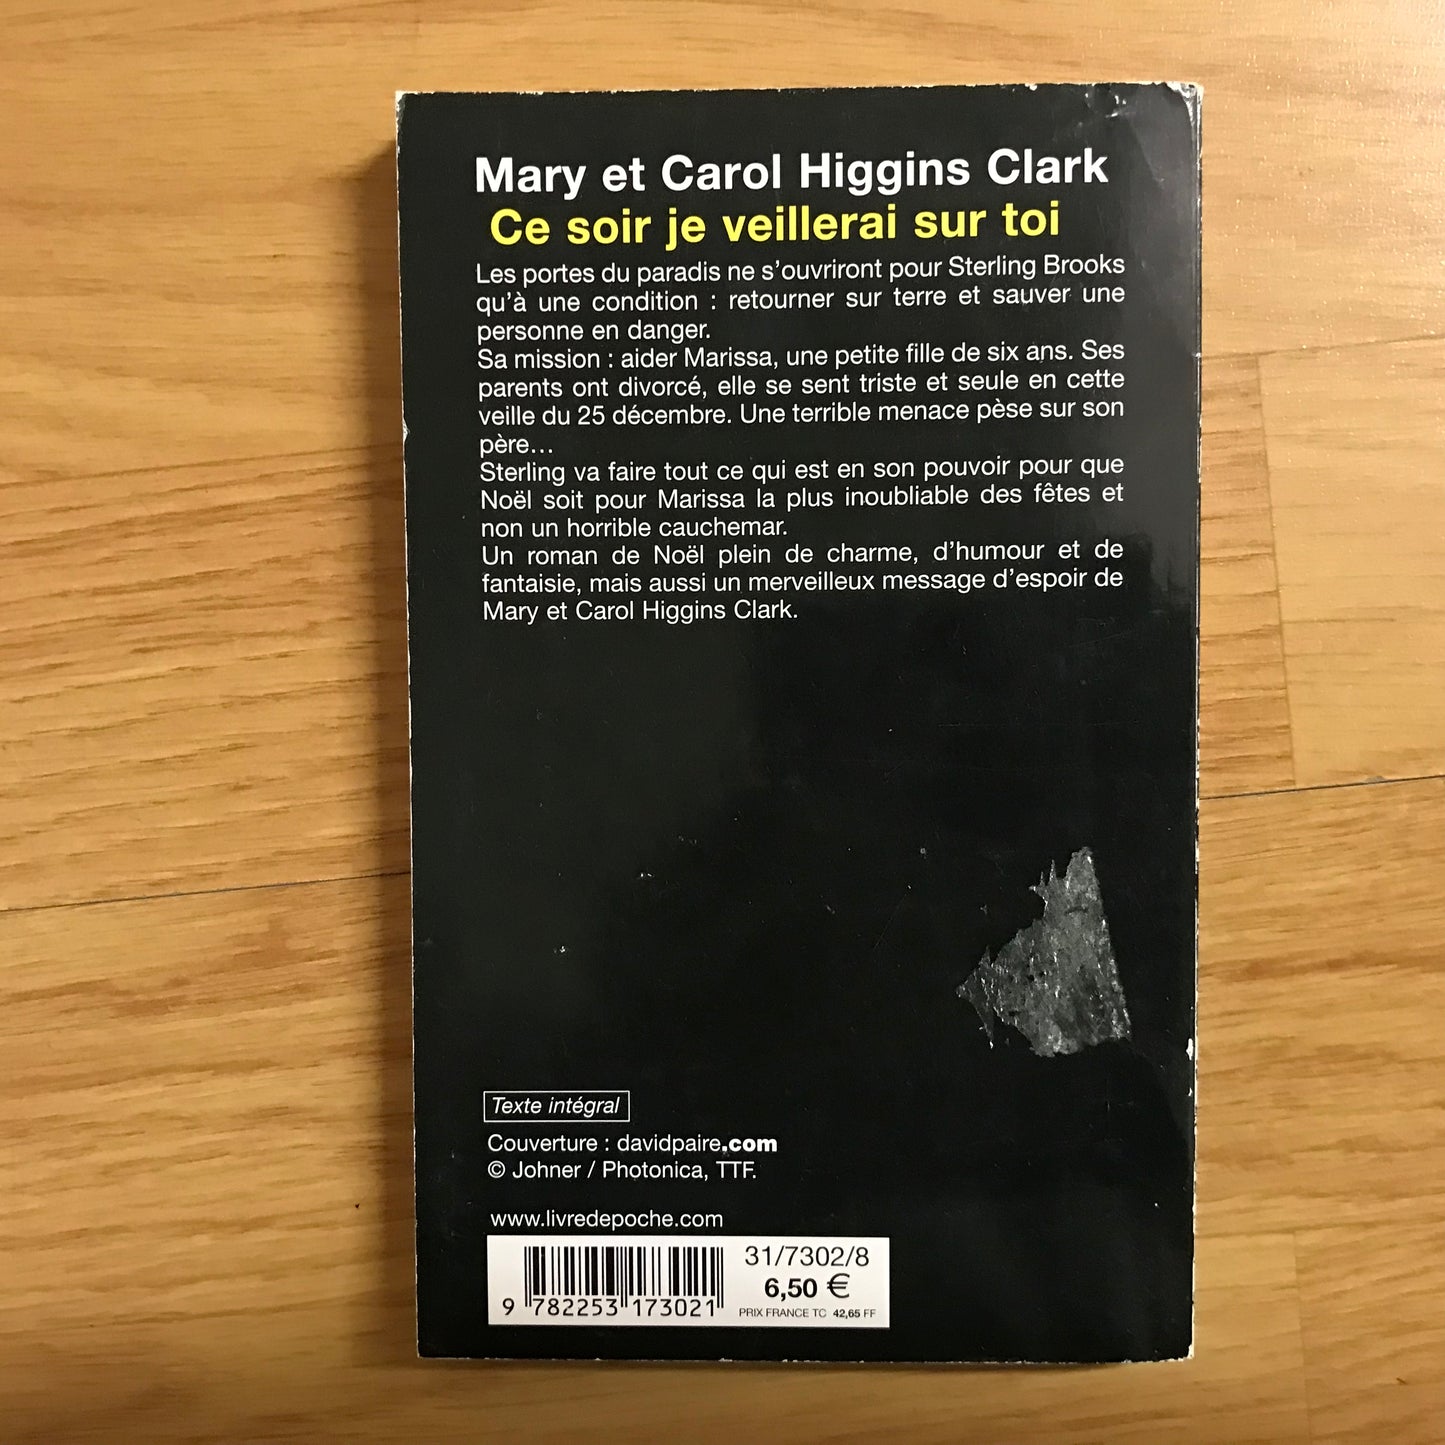 Mary et Carol Higgins Clark
Ce soir je veillerai sur toi
Les portes du paradis ne s'ouvriront pour Sterling Brooks
qu'à une condition : retourner sur terre et sauver une
personne en danger.
Sa mission : aider Marissa, une petite fille de six ans. Ses
parents ont divorcé, elle se sent triste et seule en cette
veille du 25 décembre. Une terrible menace pèse sur son
père…
Sterling va faire tout ce qui est en son pouvoir pour que
Noël soit pour Marissa la plus inoubliable des fêtes et
non un horrible cauchemar.
Un roman de Noël plein de charme, d'humour et de
fantaisie, mais aussi un merveilleux message d'espoir de
Mary et Carol Higgins Clark.
Texte intégral
Couverture : davidpaire.com
© Johner / Photonica, TTF.
www.livredepoche.com
31/7302/8
6,50 €
PRIX FRANCE TC 42,65 FF
9 782253 173021